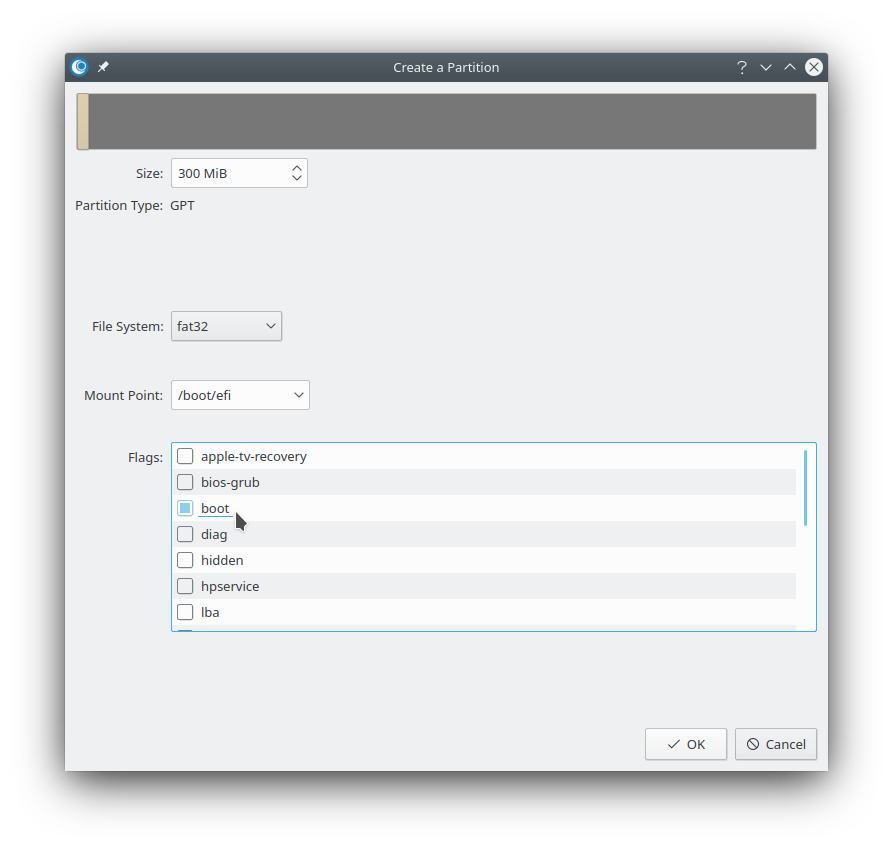 Create a Partition
Size: 300 MiB
Partition Type: GPT
File System: fat32
Mount Point: /boot/efi
Flags: apple-tv-recovery
bios-grub
boot
diag
hidden
hpservice
lba
OK Cancel